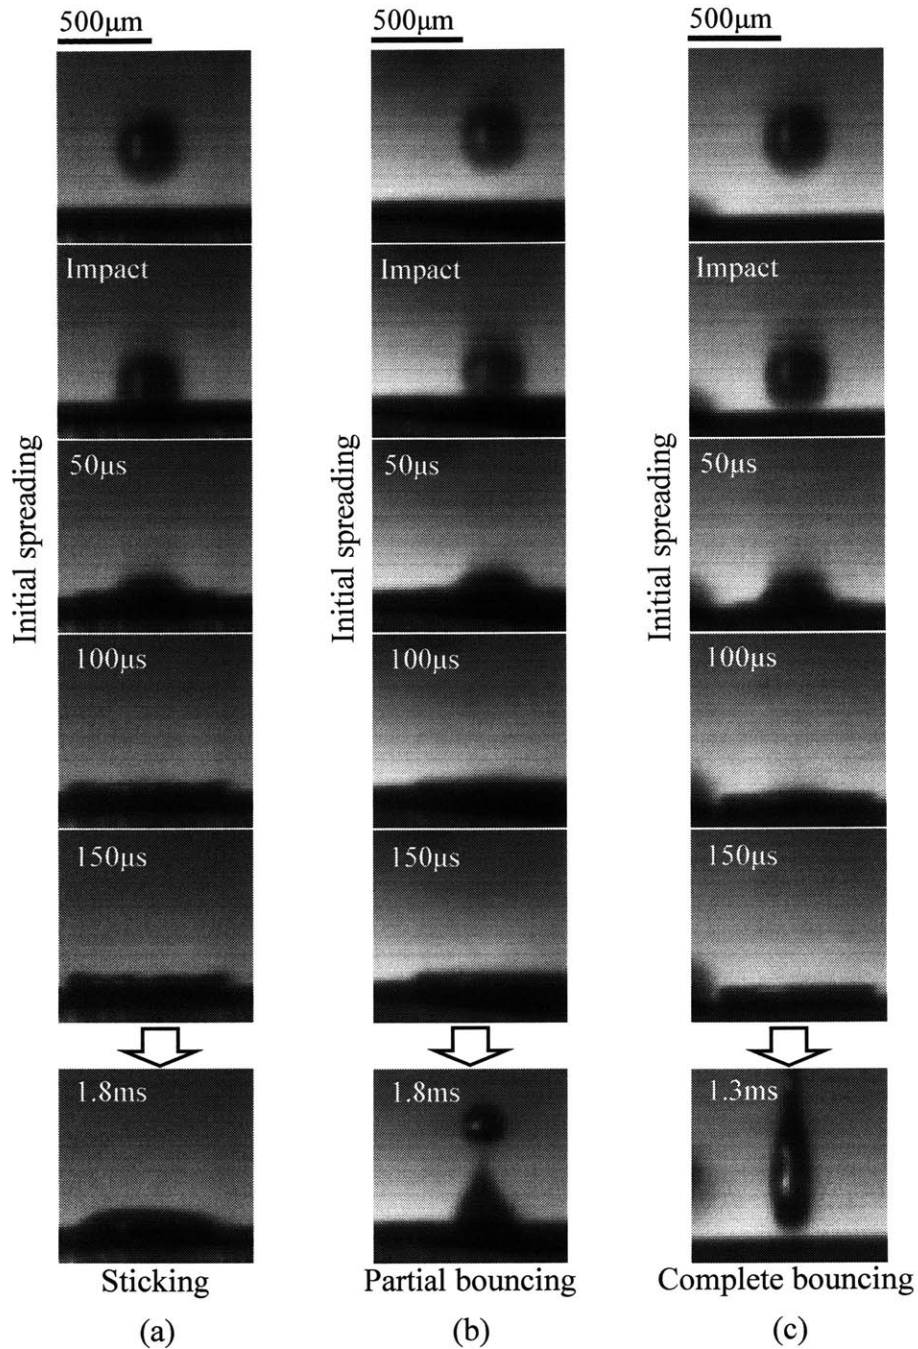 500μm
500μm
500μm
Impact
Impact
Impact
Initial spreading
Initial spreading
Initial spreading
50μs
50μs
50μs
100μs
100μs
100μs
150μs
150μs
150μs
1.8ms
1.8ms
1.3ms
Sticking
Partial bouncing
Complete bouncing
(a)
(b)
(c)